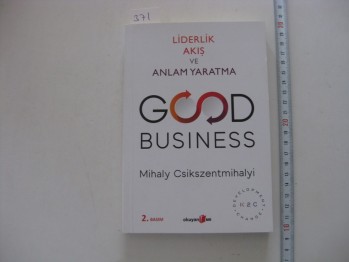 371
LİDERLİK
AKIŞ
VE
ANLAM YARATMA
GOOD
BUSINESS
Mihaly Csikszentmihalyi
2. BASKI
okuyan us